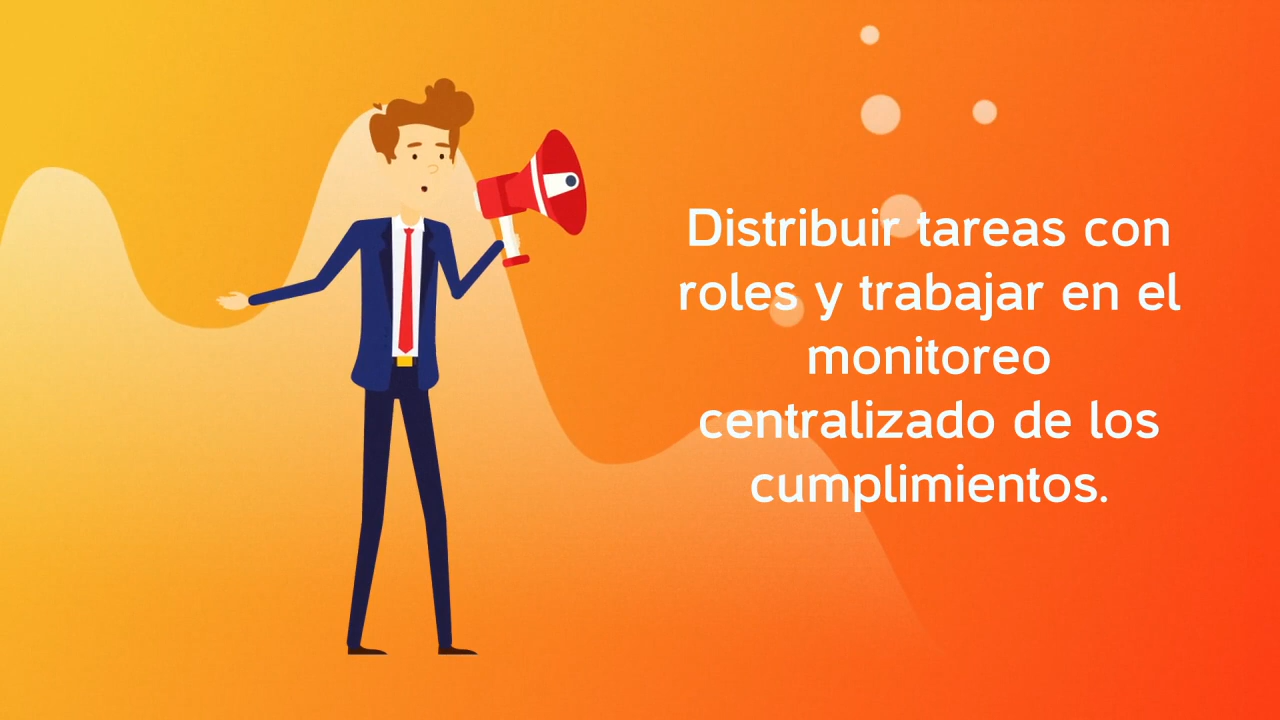 Distribuir tareas con
roles y trabajar en el
monitoreo
centralizado de los
cumplimientos.